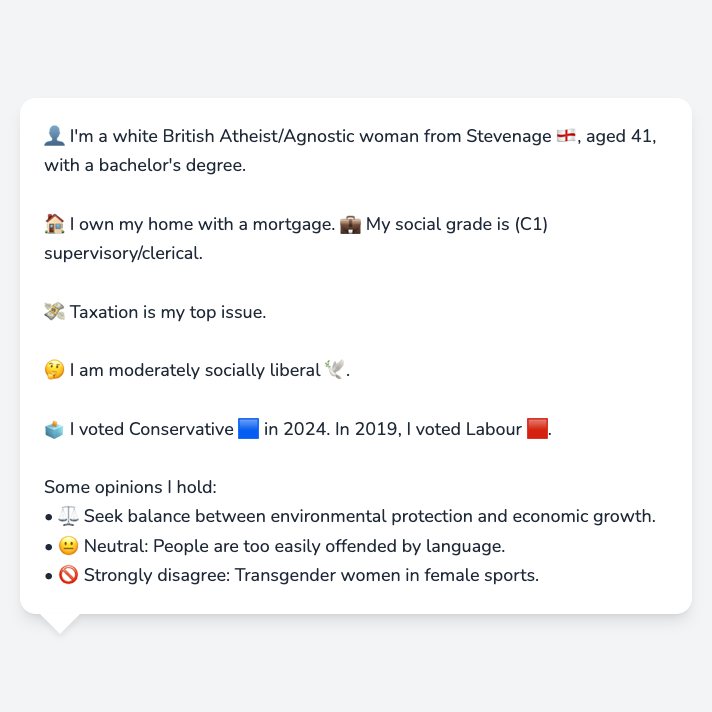 👤 I'm a white British Atheist/Agnostic woman from Stevenage 🏴󠁧󠁢󠁥󠁮󠁧󠁿, aged 41,
with a bachelor's degree.
🏠 I own my home with a mortgage. 💼 My social grade is (C1)
supervisory/clerical.
💸 Taxation is my top issue.
🤔 I am moderately socially liberal 🕊️.
🗳️ I voted Conservative 🟦 in 2024. In 2019, I voted Labour 🟥.
Some opinions I hold:
• ⚖️ Seek balance between environmental protection and economic growth.
• 😐 Neutral: People are too easily offended by language.
• 🚫 Strongly disagree: Transgender women in female sports.